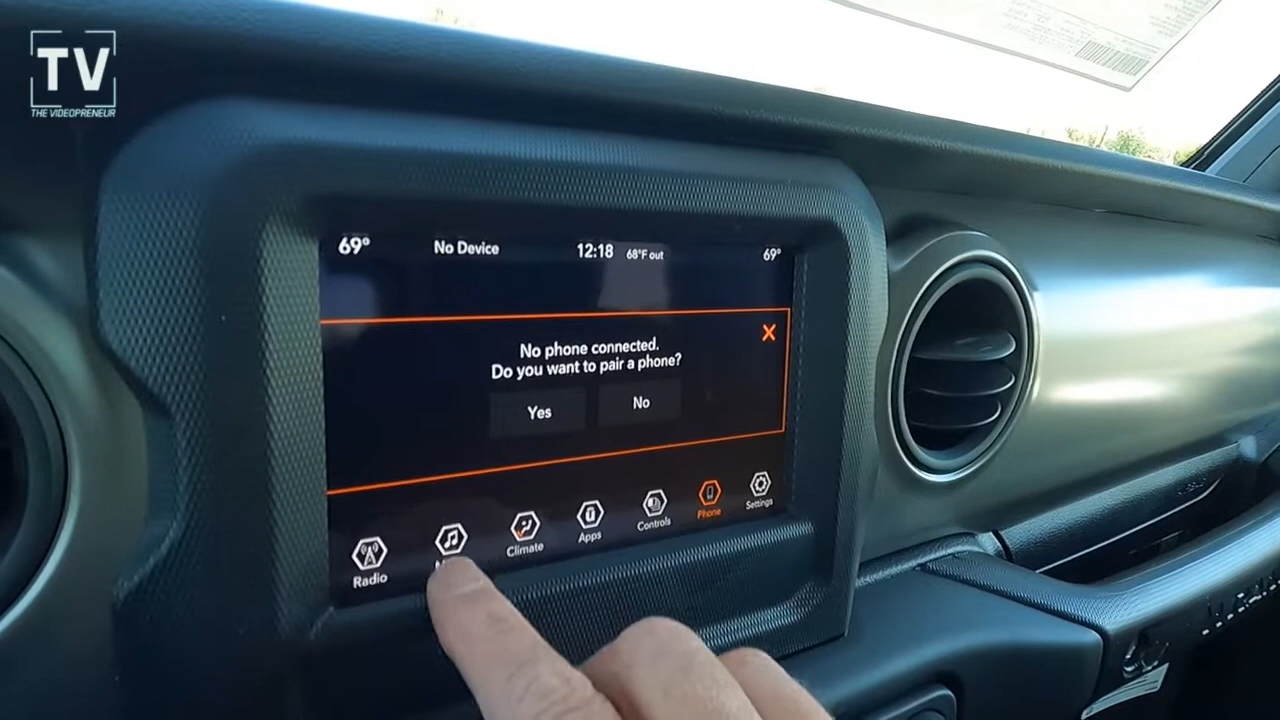 TV
THE VIDEOPRENEUR
69° No Device 12:18 68°F out 69°
X
No phone connected.
Do you want to pair a phone?
Yes No
Radio Climate Apps Controls Phone Settings